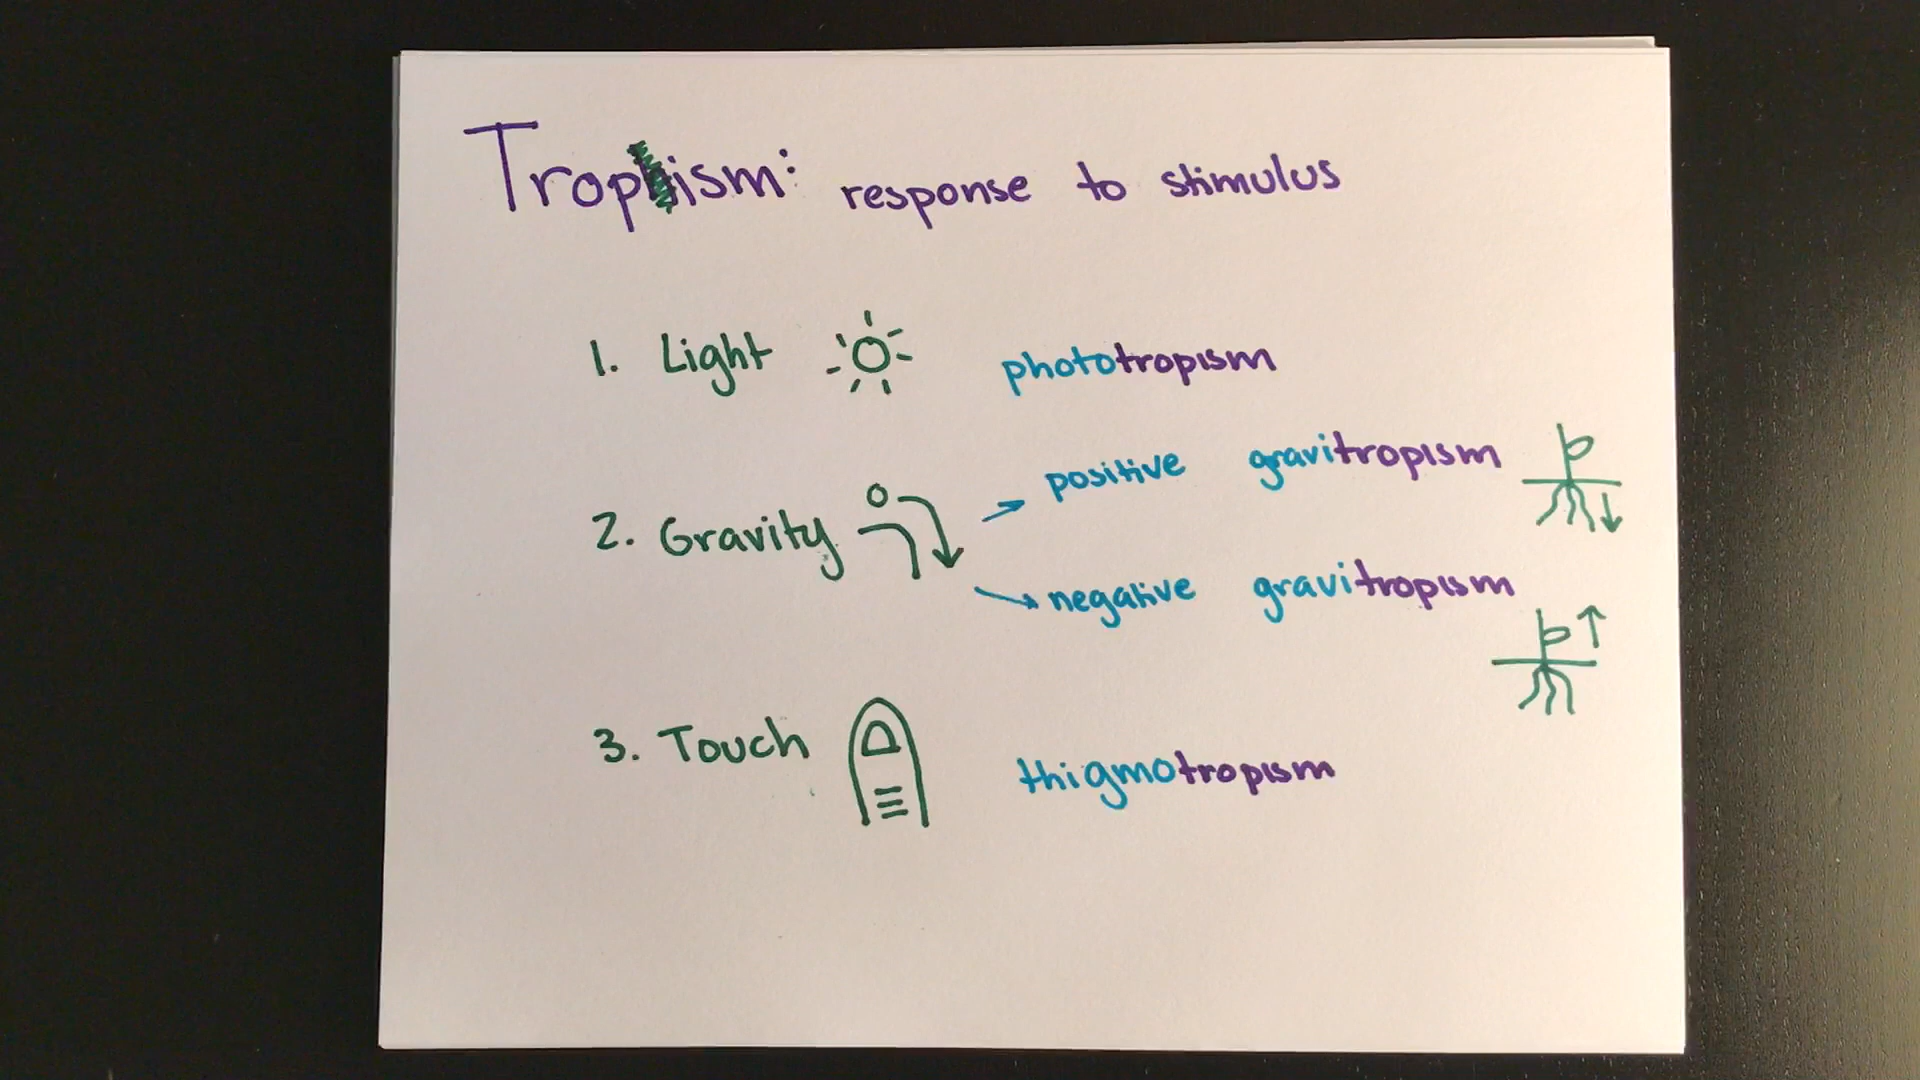 Tropism: response to stimulus
1. Light phototropism
positive gravitropism
2. Gravity
negative gravitropism
3. Touch thigmotropism